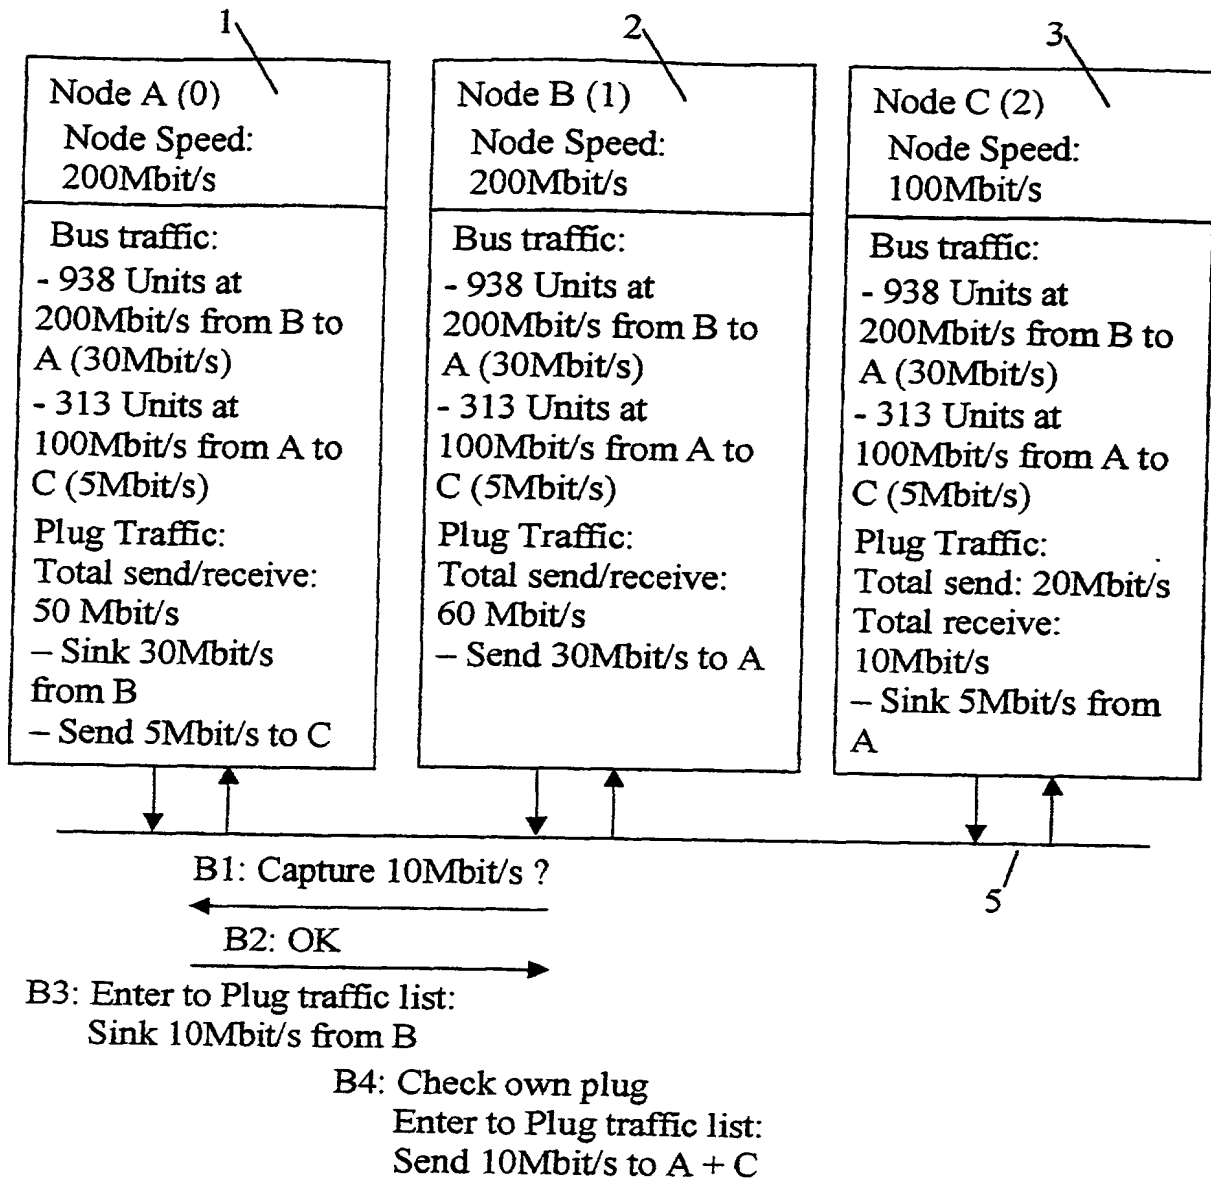 1
2
3
Node A (0)
Node Speed:
200Mbit/s
Bus traffic:
- 938 Units at
200Mbit/s from B to
A (30Mbit/s)
- 313 Units at
100Mbit/s from A to
C (5Mbit/s)
Plug Traffic:
Total send/receive:
50 Mbit/s
– Sink 30Mbit/s
from B
– Send 5Mbit/s to C
Node B (1)
Node Speed:
200Mbit/s
Bus traffic:
- 938 Units at
200Mbit/s from B to
A (30Mbit/s)
- 313 Units at
100Mbit/s from A to
C (5Mbit/s)
Plug Traffic:
Total send/receive:
60 Mbit/s
– Send 30Mbit/s to A
Node C (2)
Node Speed:
100Mbit/s
Bus traffic:
- 938 Units at
200Mbit/s from B to
A (30Mbit/s)
- 313 Units at
100Mbit/s from A to
C (5Mbit/s)
Plug Traffic:
Total send: 20Mbit/s
Total receive:
10Mbit/s
– Sink 5Mbit/s from
A
5
B1: Capture 10Mbit/s ?
B2: OK
B3: Enter to Plug traffic list:
Sink 10Mbit/s from B
B4: Check own plug
Enter to Plug traffic list:
Send 10Mbit/s to A + C